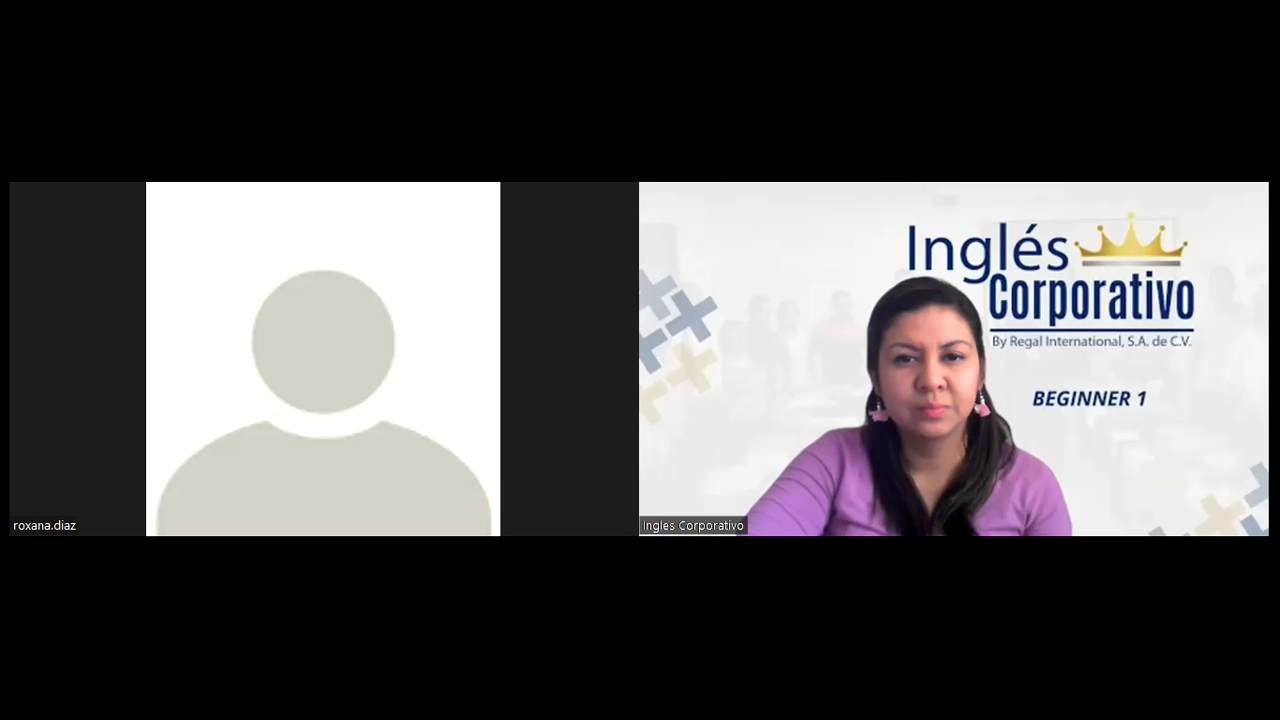 roxana.diaz
Inglés
Corporativo
By Regal International, S.A. de C.V.
BEGINNER 1
Ingles Corporativo